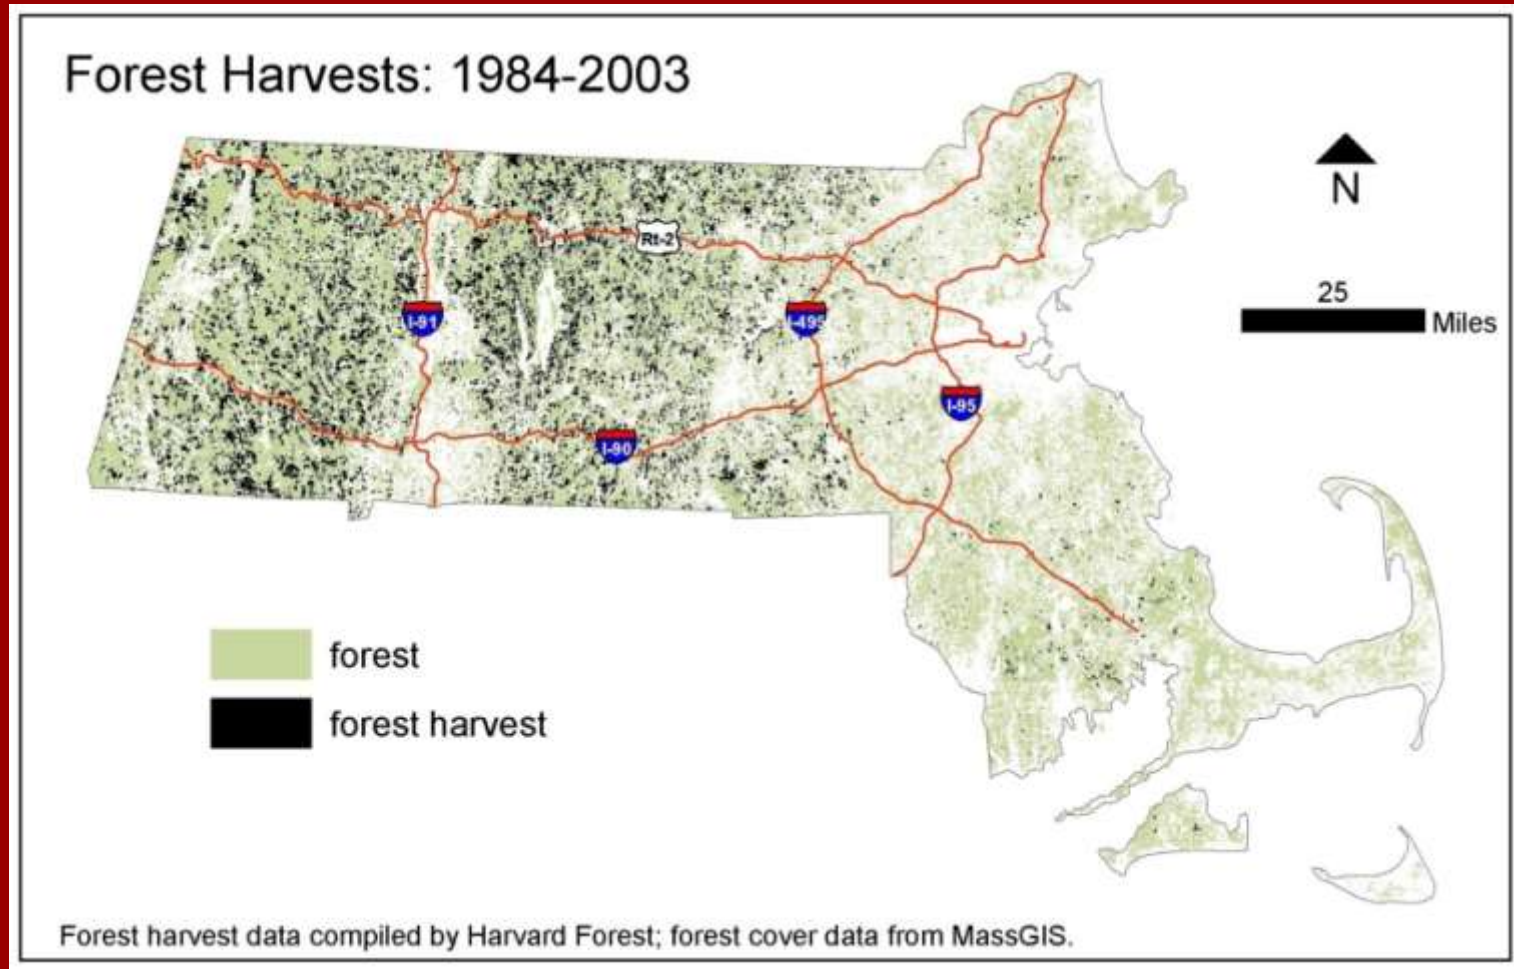 Forest Harvests: 1984-2003
N
25
Miles
Rt-2
I-91
I-495
I-95
I-90
forest
forest harvest
Forest harvest data compiled by Harvard Forest; forest cover data from MassGIS.